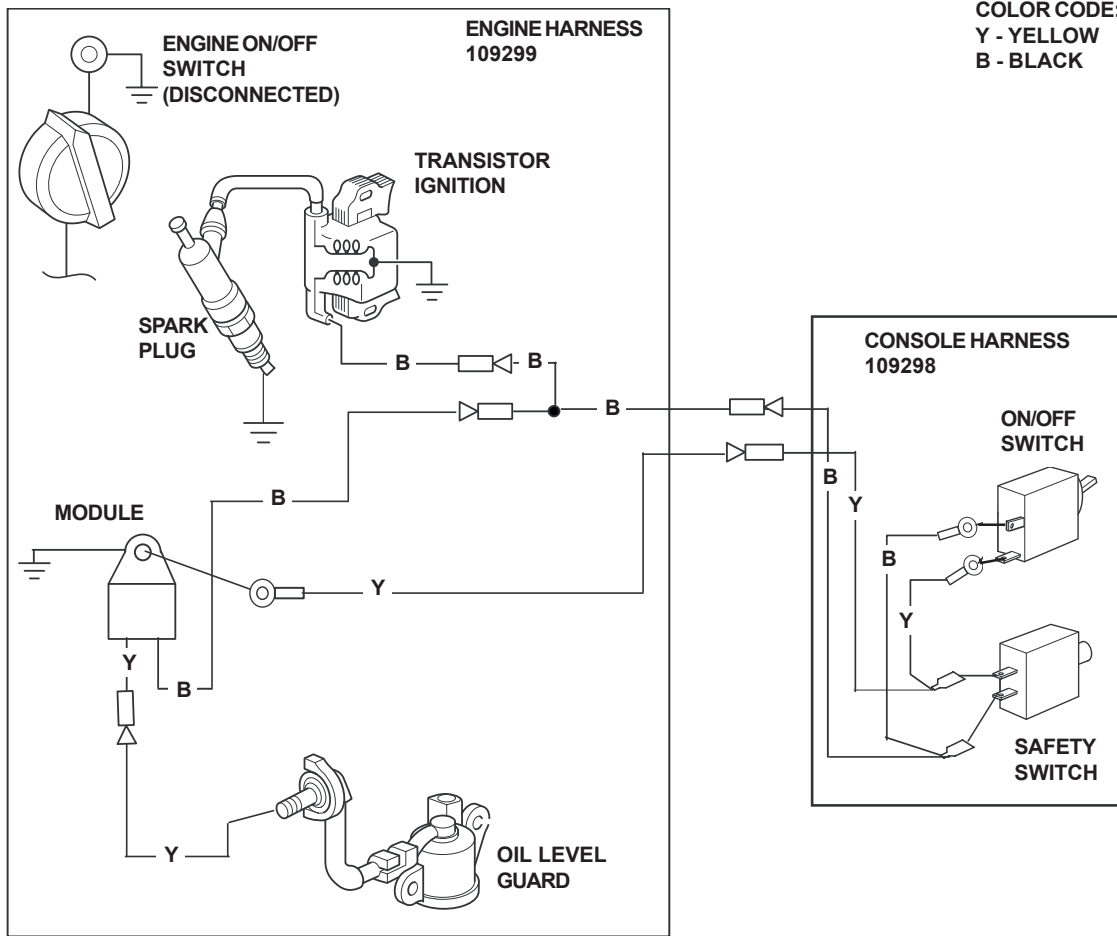 COLOR CODE:
Y - YELLOW
B - BLACK
ENGINE HARNESS
109299
ENGINE ON/OFF
SWITCH
(DISCONNECTED)
TRANSISTOR
IGNITION
SPARK
PLUG
B
B
B
CONSOLE HARNESS
109298
ON/OFF
SWITCH
B
Y
B
MODULE
B
Y
Y
Y
B
SAFETY
SWITCH
Y
OIL LEVEL
GUARD